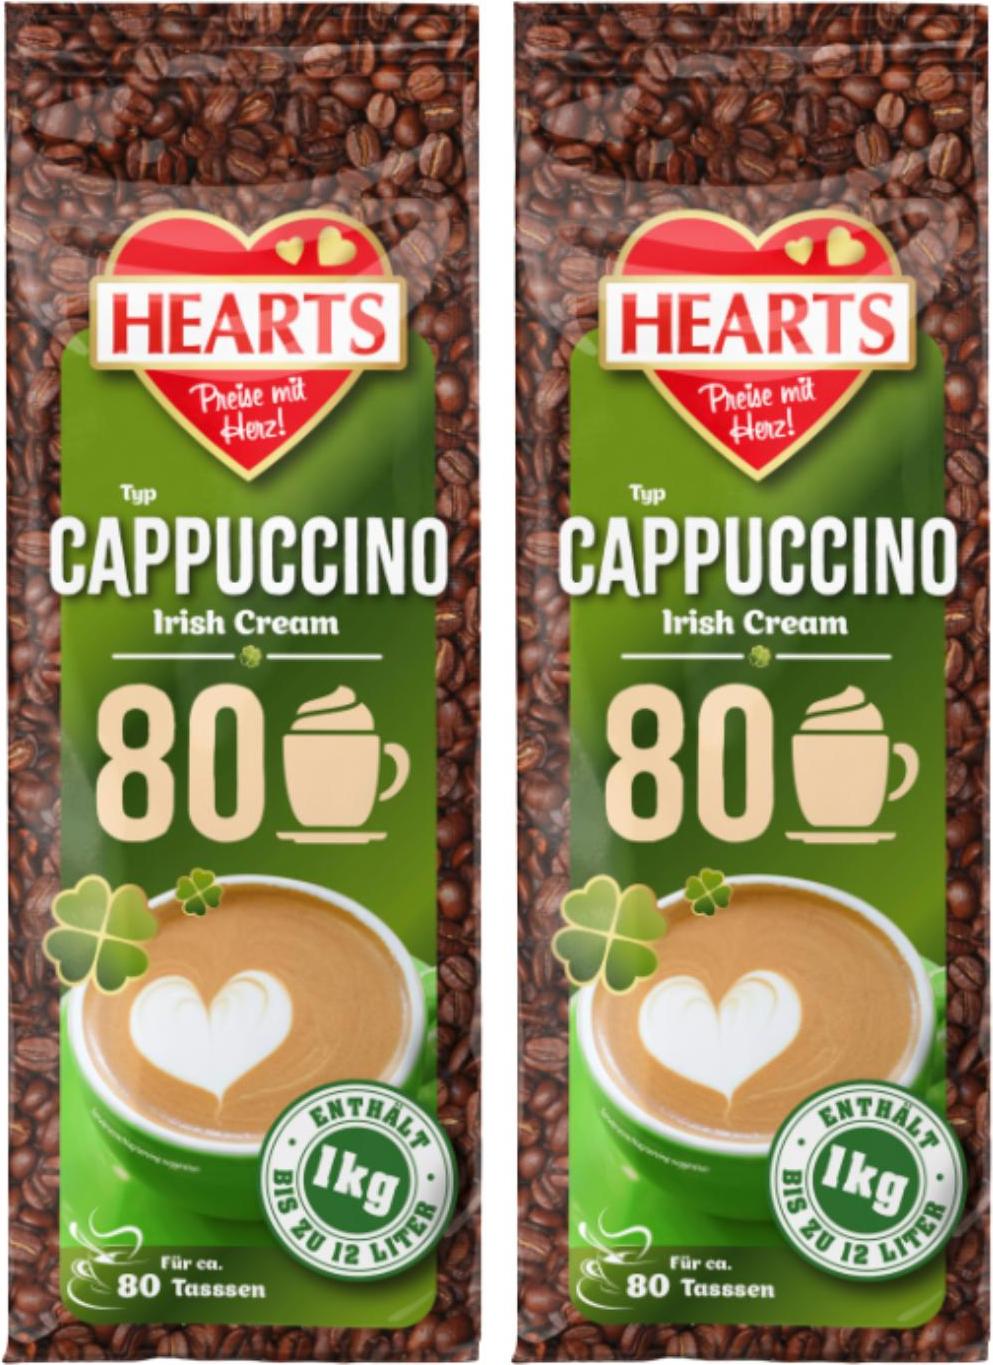 HEARTS
Preise mit
Herz!
Typ
CAPPUCCINO
Irish Cream
80
ENTHÄLT
1kg
BIS ZU 12 LITER
Für ca.
80 Tasssen
HEARTS
Preise mit
Herz!
Typ
CAPPUCCINO
Irish Cream
80
ENTHÄLT
1kg
BIS ZU 12 LITER
Für ca.
80 Tasssen